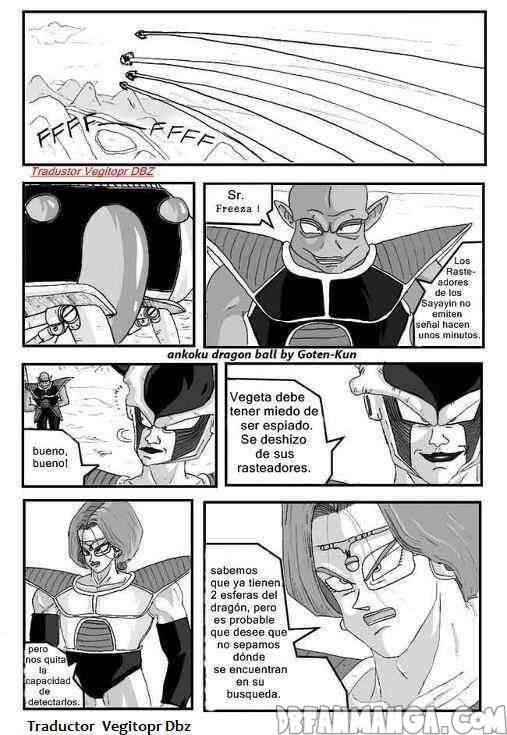 FFFF
FFFF
Tradustor Vegitopr DBZ
Sr.
Freeza !
Los
Raste-
adores
de los
Sayayin no
emiten
señal hacen
unos minutos.
ankoku dragon ball by Goten-Kun
bueno,
bueno!
Vegeta debe
tener miedo de
ser espiado.
Se deshizo
de sus
rasteadores.
pero
nos quita
la
capacidad
de
detectarlos.
sabemos
que ya tienen
2 esferas del
dragón, pero
es probable
que desee que
no sepamos
dónde
se encuentran
en su
busqueda.
Traductor Vegitopr Dbz
DBFANMANGA.COM